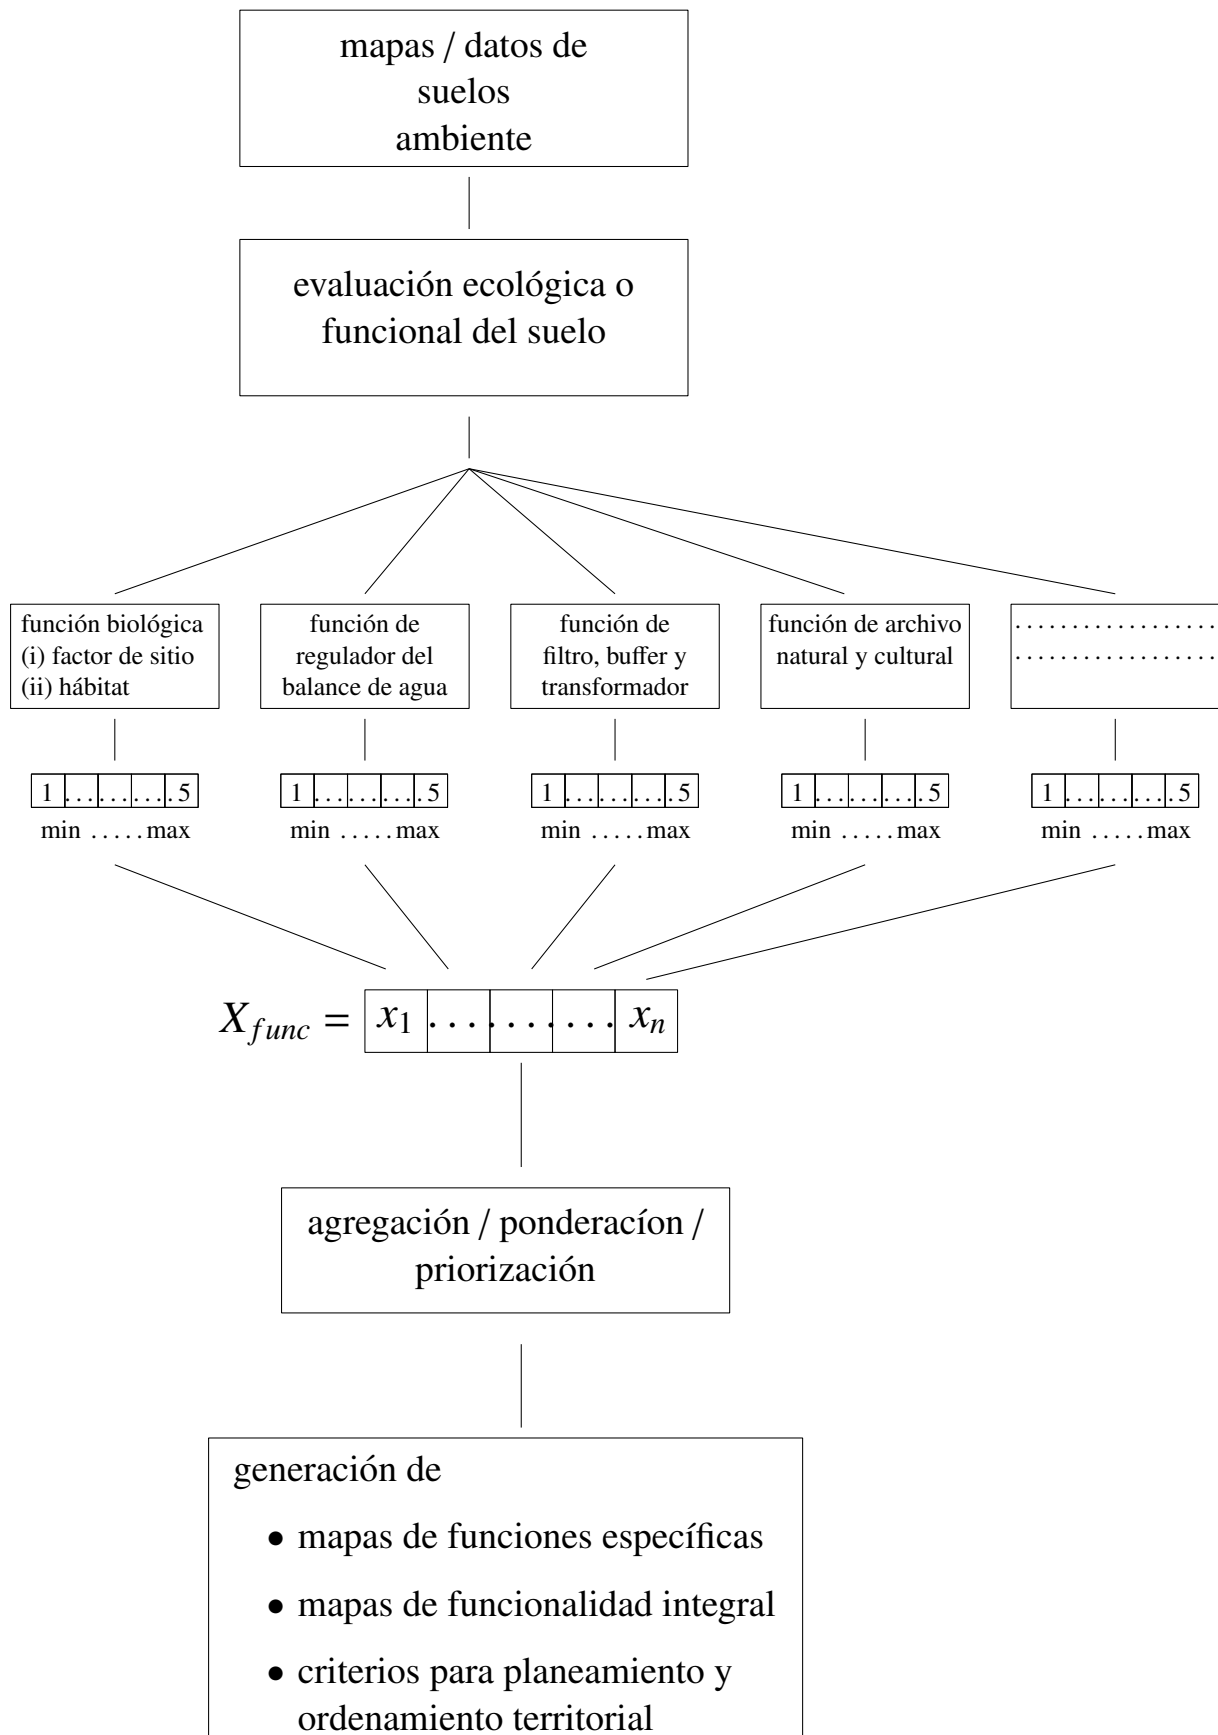 mapas / datos de
suelos
ambiente
evaluación ecológica o
funcional del suelo
función biológica
(i) factor de sitio
(ii) hábitat
función de
regulador del
balance de agua
función de
filtro, buffer y
transformador
función de archivo
natural y cultural
..................
..................
1 .......... 5
min .....max
1 .......... 5
min .....max
1 .......... 5
min .....max
1 .......... 5
min .....max
1 .......... 5
min .....max
X_func = x_1 .......... x_n
agregación / ponderacíon /
priorización
generación de
• mapas de funciones específicas
• mapas de funcionalidad integral
• criterios para planeamiento y
ordenamiento territorial